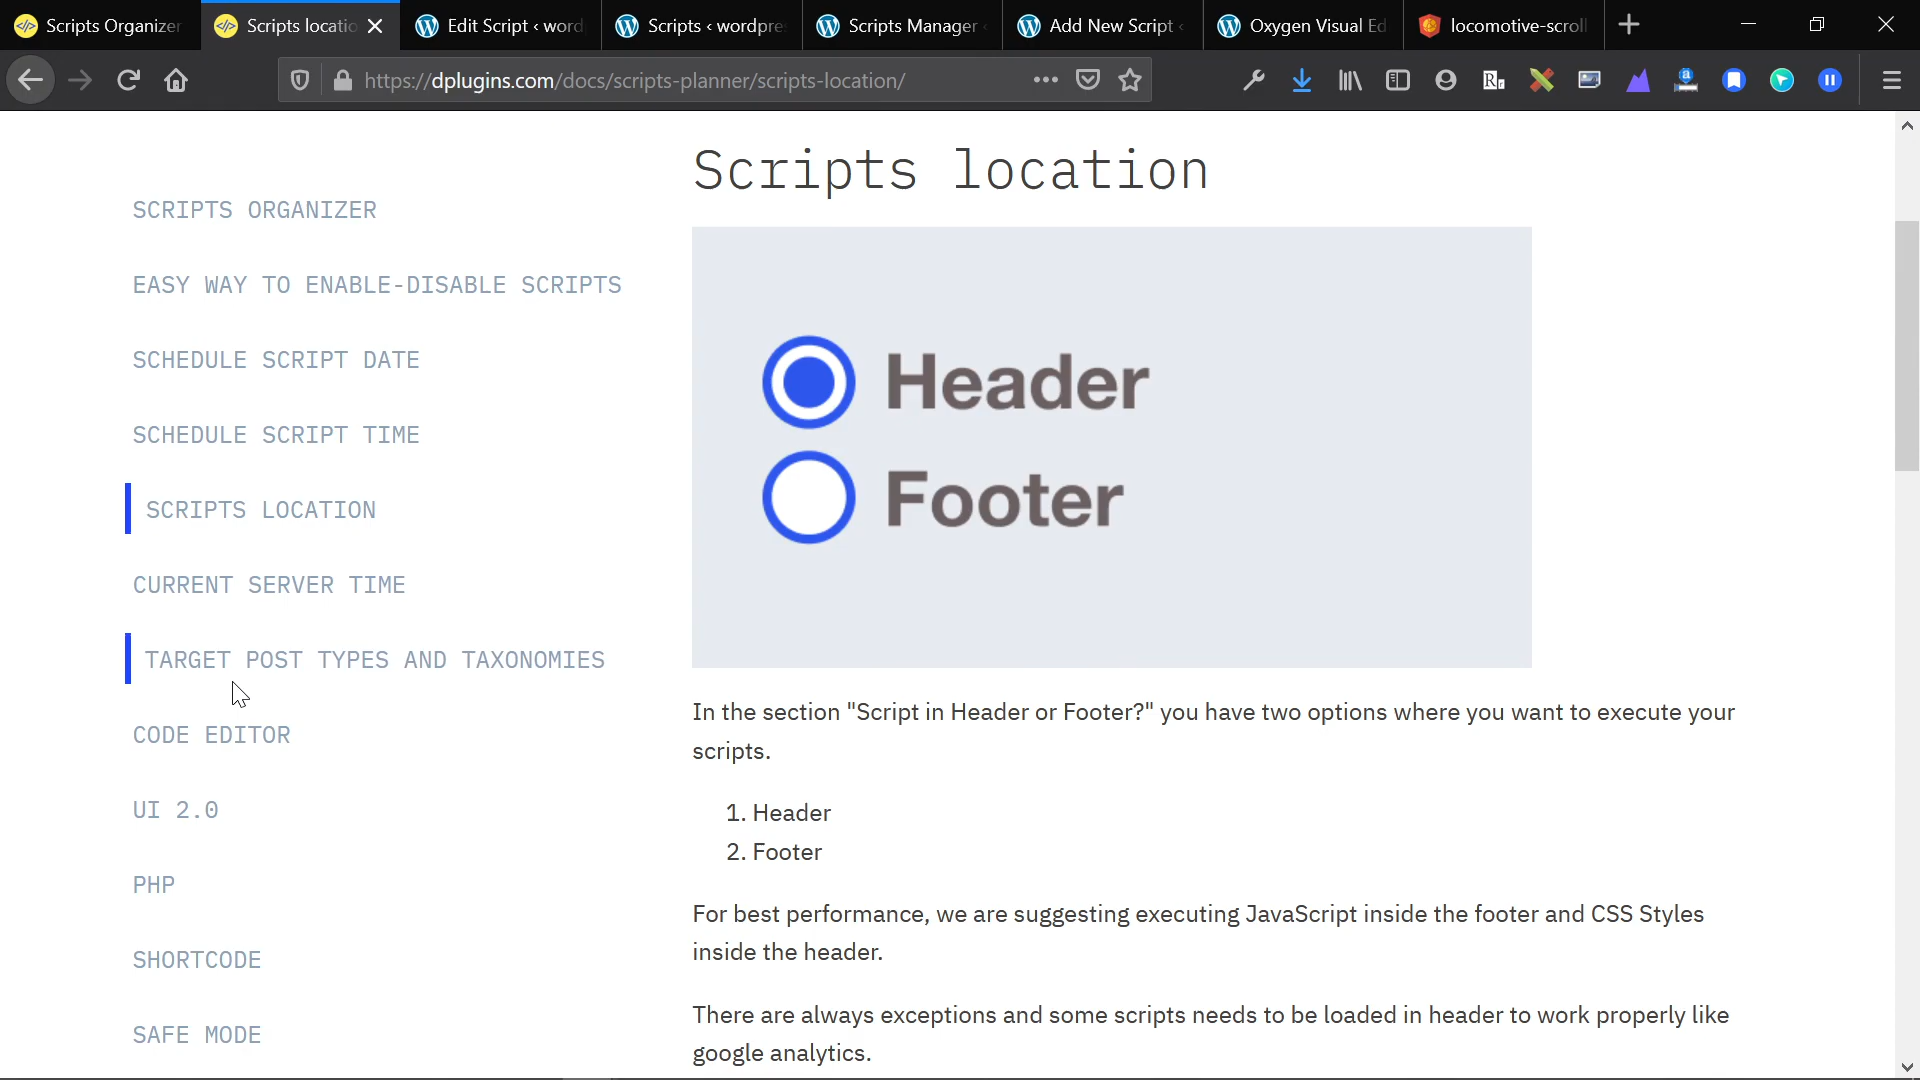 Scripts Organizer
Scripts locatio
Edit Script ‹ word
Scripts ‹ wordpre
Scripts Manager ‹
Add New Script ‹
Oxygen Visual Ed
locomotive-scroll
https://dplugins.com/docs/scripts-planner/scripts-location/
SCRIPTS ORGANIZER
EASY WAY TO ENABLE-DISABLE SCRIPTS
SCHEDULE SCRIPT DATE
SCHEDULE SCRIPT TIME
SCRIPTS LOCATION
CURRENT SERVER TIME
TARGET POST TYPES AND TAXONOMIES
CODE EDITOR
UI 2.0
PHP
SHORTCODE
SAFE MODE
Scripts location
Header
Footer
In the section "Script in Header or Footer?" you have two options where you want to execute your
scripts.
1. Header
2. Footer
For best performance, we are suggesting executing JavaScript inside the footer and CSS Styles
inside the header.
There are always exceptions and some scripts needs to be loaded in header to work properly like
google analytics.